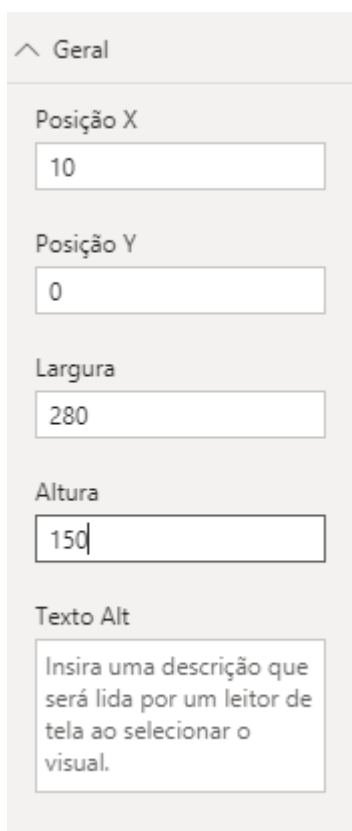 Geral
Posição X
10
Posição Y
0
Largura
280
Altura
150
Texto Alt
Insira uma descrição que
será lida por um leitor de
tela ao selecionar o
visual.